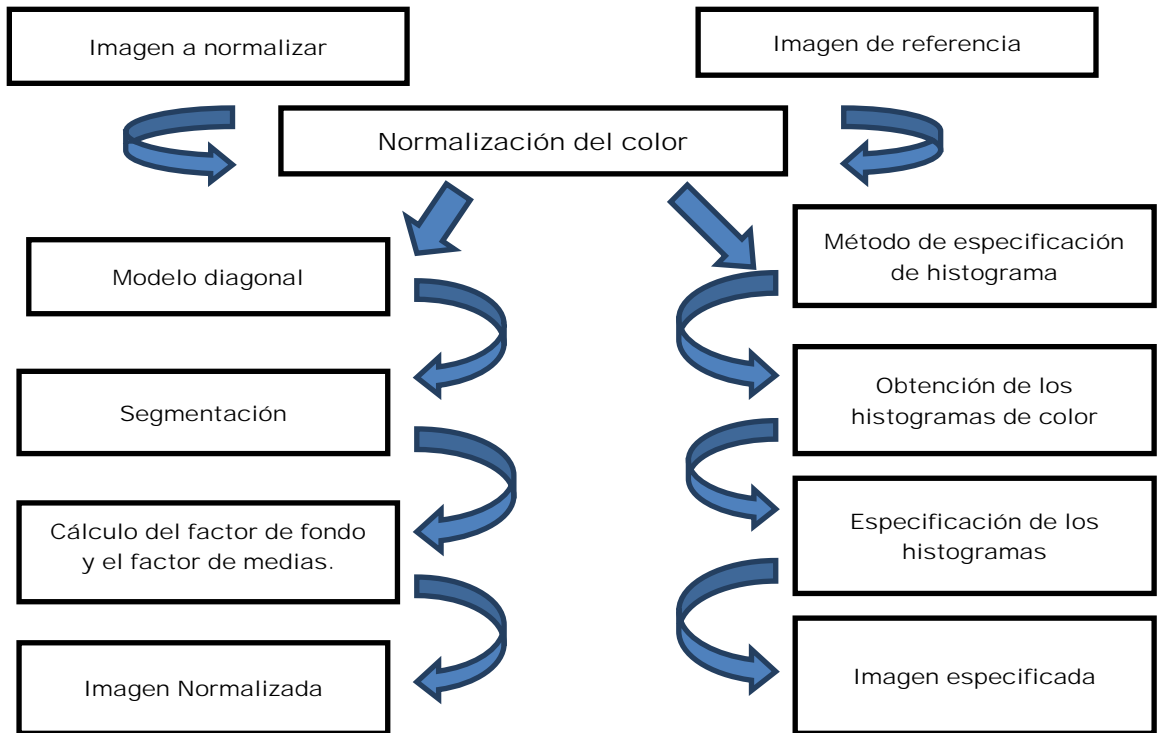 Imagen a normalizar
Imagen de referencia
Normalización del color
Modelo diagonal
Segmentación
Cálculo del factor de fondo
y el factor de medias.
Imagen Normalizada
Método de especificación
de histograma
Obtención de los
histogramas de color
Especificación de los
histogramas
Imagen especificada